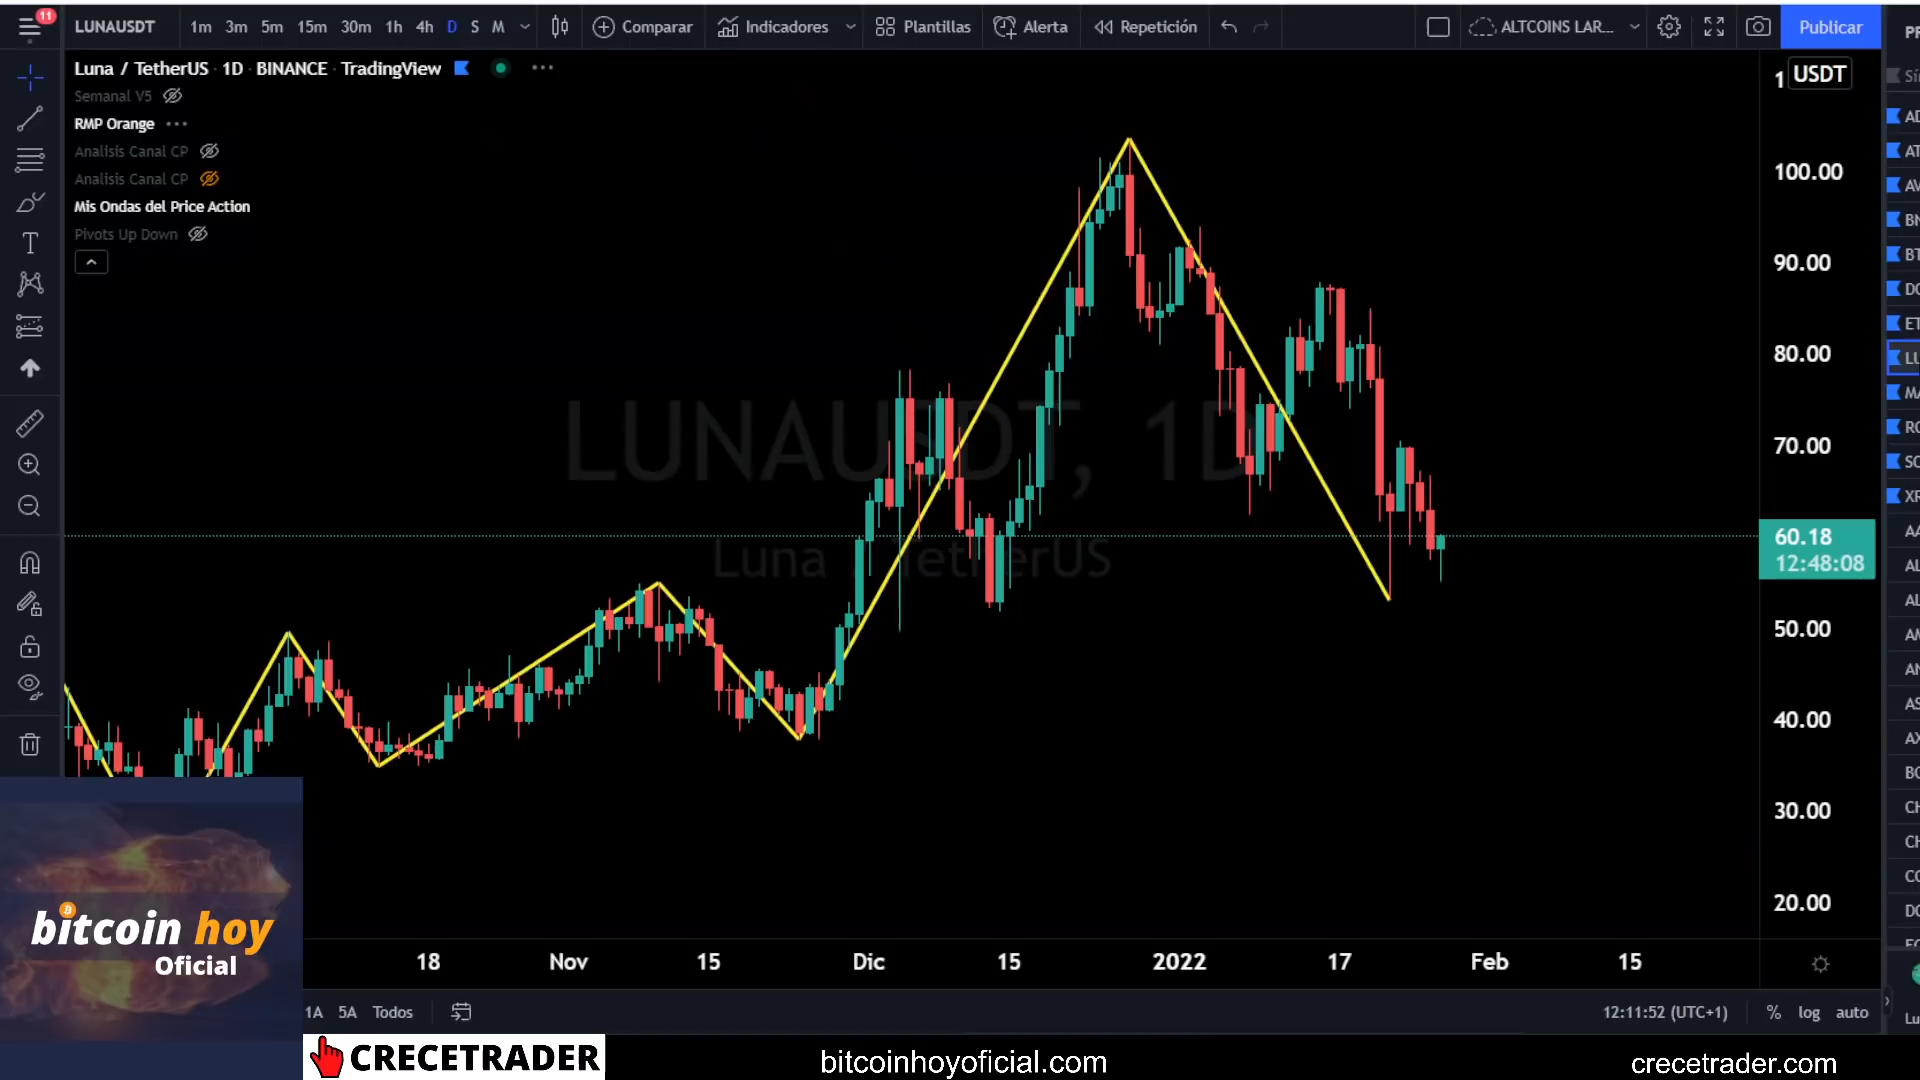 11
LUNAUSDT 1m 3m 5m 15m 30m 1h 4h D S M Comparar Indicadores Plantillas Alerta Repetición ALTCOINS LAR... Publicar
Luna / TetherUS · 1D · BINANCE · TradingView
Semanal V5
RMP Orange
Analisis Canal CP
Analisis Canal CP
Mis Ondas del Price Action
Pivots Up Down
USDT
100.00
90.00
80.00
70.00
60.18
12:48:08
50.00
40.00
30.00
20.00
LUNAUSDT, 1D
Luna / TetherUS
18 Nov 15 Dic 15 2022 17 Feb 15
1A 5A Todos 12:11:52 (UTC+1) % log auto
bitcoin hoy
Oficial
CRECETRADER bitcoinhoyoficial.com crecetrader.com